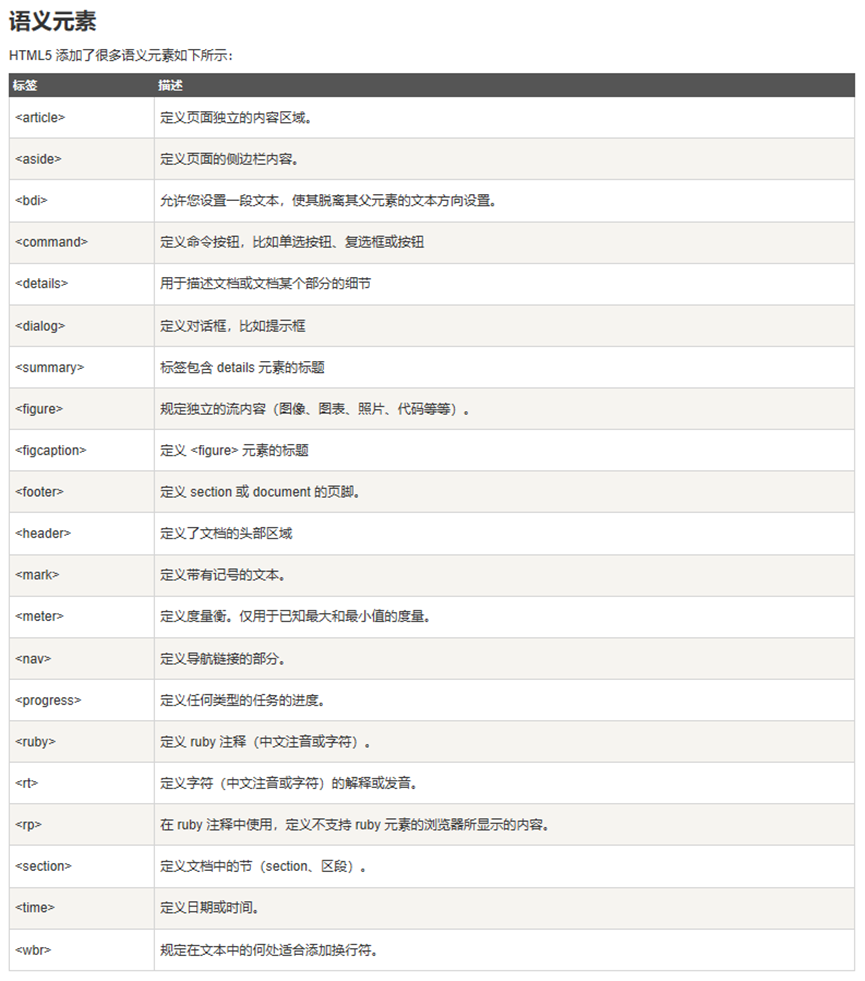 语义元素
HTML5 添加了很多语义元素如下所示：
标签 描述
<article> 定义页面独立的内容区域。
<aside> 定义页面的侧边栏内容。
<bdi> 允许您设置一段文本，使其脱离其父元素的文本方向设置。
<command> 定义命令按钮，比如单选按钮、复选框或按钮
<details> 用于描述文档或文档某个部分的细节
<dialog> 定义对话框，比如提示框
<summary> 标签包含 details 元素的标题
<figure> 规定独立的流内容（图像、图表、照片、代码等等）。
<figcaption> 定义 <figure> 元素的标题
<footer> 定义 section 或 document 的页脚。
<header> 定义了文档的头部区域
<mark> 定义带有记号的文本。
<meter> 定义度量衡。仅用于已知最大和最小值的度量。
<nav> 定义导航链接的部分。
<progress> 定义任何类型的任务的进度。
<ruby> 定义 ruby 注释（中文注音或字符）。
<rt> 定义字符（中文注音或字符）的解释或发音。
<rp> 在 ruby 注释中使用，定义不支持 ruby 元素的浏览器所显示的内容。
<section> 定义文档中的节（section、区段）。
<time> 定义日期或时间。
<wbr> 规定在文本中的何处适合添加换行符。